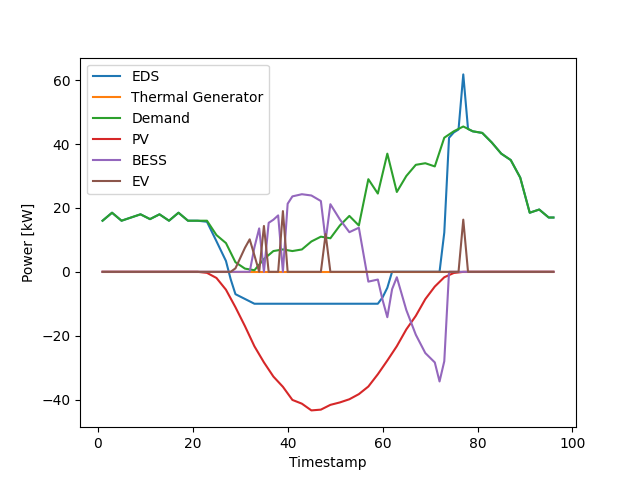 EDS
Thermal Generator
Demand
PV
BESS
EV
60
40
20
0
−20
−40
Power [kW]
0 20 40 60 80 100
Timestamp